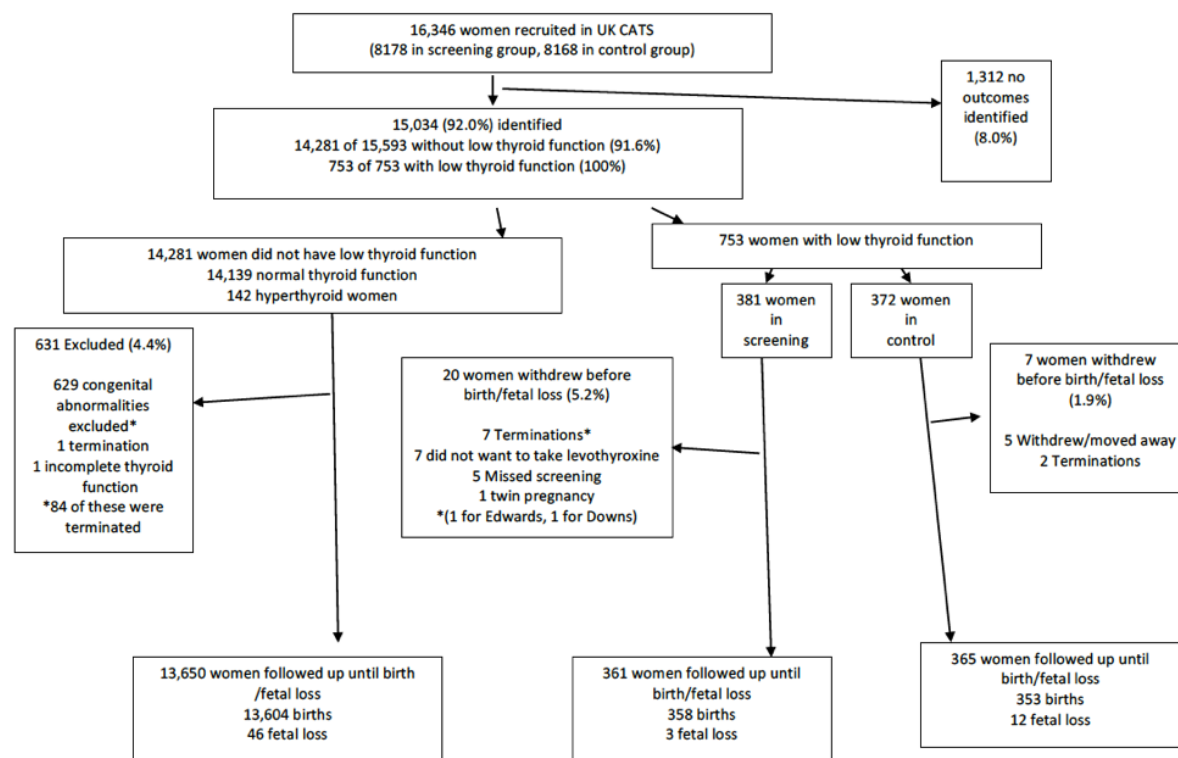 16,346 women recruited in UK CATS
(8178 in screening group, 8168 in control group)
1,312 no
outcomes
identified
(8.0%)
15,034 (92.0%) identified
14,281 of 15,593 without low thyroid function (91.6%)
753 of 753 with low thyroid function (100%)
14,281 women did not have low thyroid function
14,139 normal thyroid function
142 hyperthyroid women
753 women with low thyroid function
381 women
in
screening
372 women
in
control
631 Excluded (4.4%)
629 congenital
abnormalities
excluded*
1 termination
1 incomplete thyroid
function
*84 of these were
terminated
20 women withdrew before
birth/fetal loss (5.2%)
7 Terminations*
7 did not want to take levothyroxine
5 Missed screening
1 twin pregnancy
*(1 for Edwards, 1 for Downs)
7 women withdrew
before birth/fetal loss
(1.9%)
5 Withdrew/moved away
2 Terminations
13,650 women followed up until birth
/fetal loss
13,604 births
46 fetal loss
361 women followed up until
birth/fetal loss
358 births
3 fetal loss
365 women followed up until
birth/fetal loss
353 births
12 fetal loss